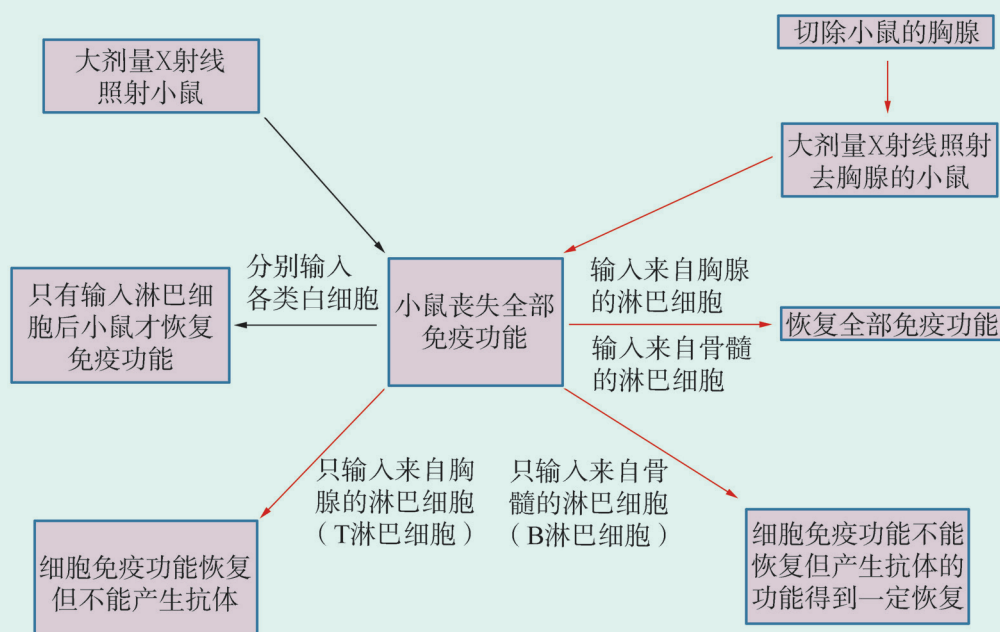 大剂量X射线
照射小鼠
切除小鼠的胸腺
大剂量X射线照射
去胸腺的小鼠
只有输入淋巴细
胞后小鼠才恢复
免疫功能
分别输入
各类白细胞
小鼠丧失全部
免疫功能
输入来自胸腺
的淋巴细胞
输入来自骨髓
的淋巴细胞
恢复全部免疫功能
只输入来自胸
腺的淋巴细胞
（T淋巴细胞）
只输入来自骨
髓的淋巴细胞
（B淋巴细胞）
细胞免疫功能恢复
但不能产生抗体
细胞免疫功能不能
恢复但产生抗体的
功能得到一定恢复